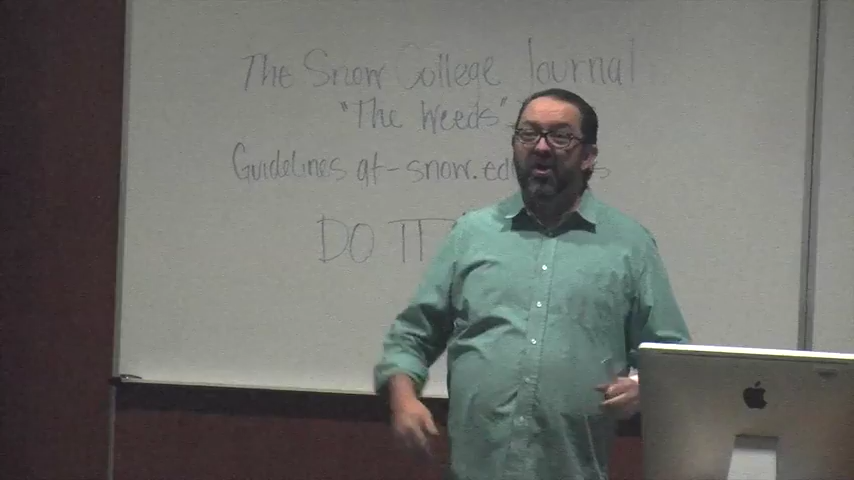 The Snow College Journal
"The Weeds"
Guidelines at - snow.ed
DO IT